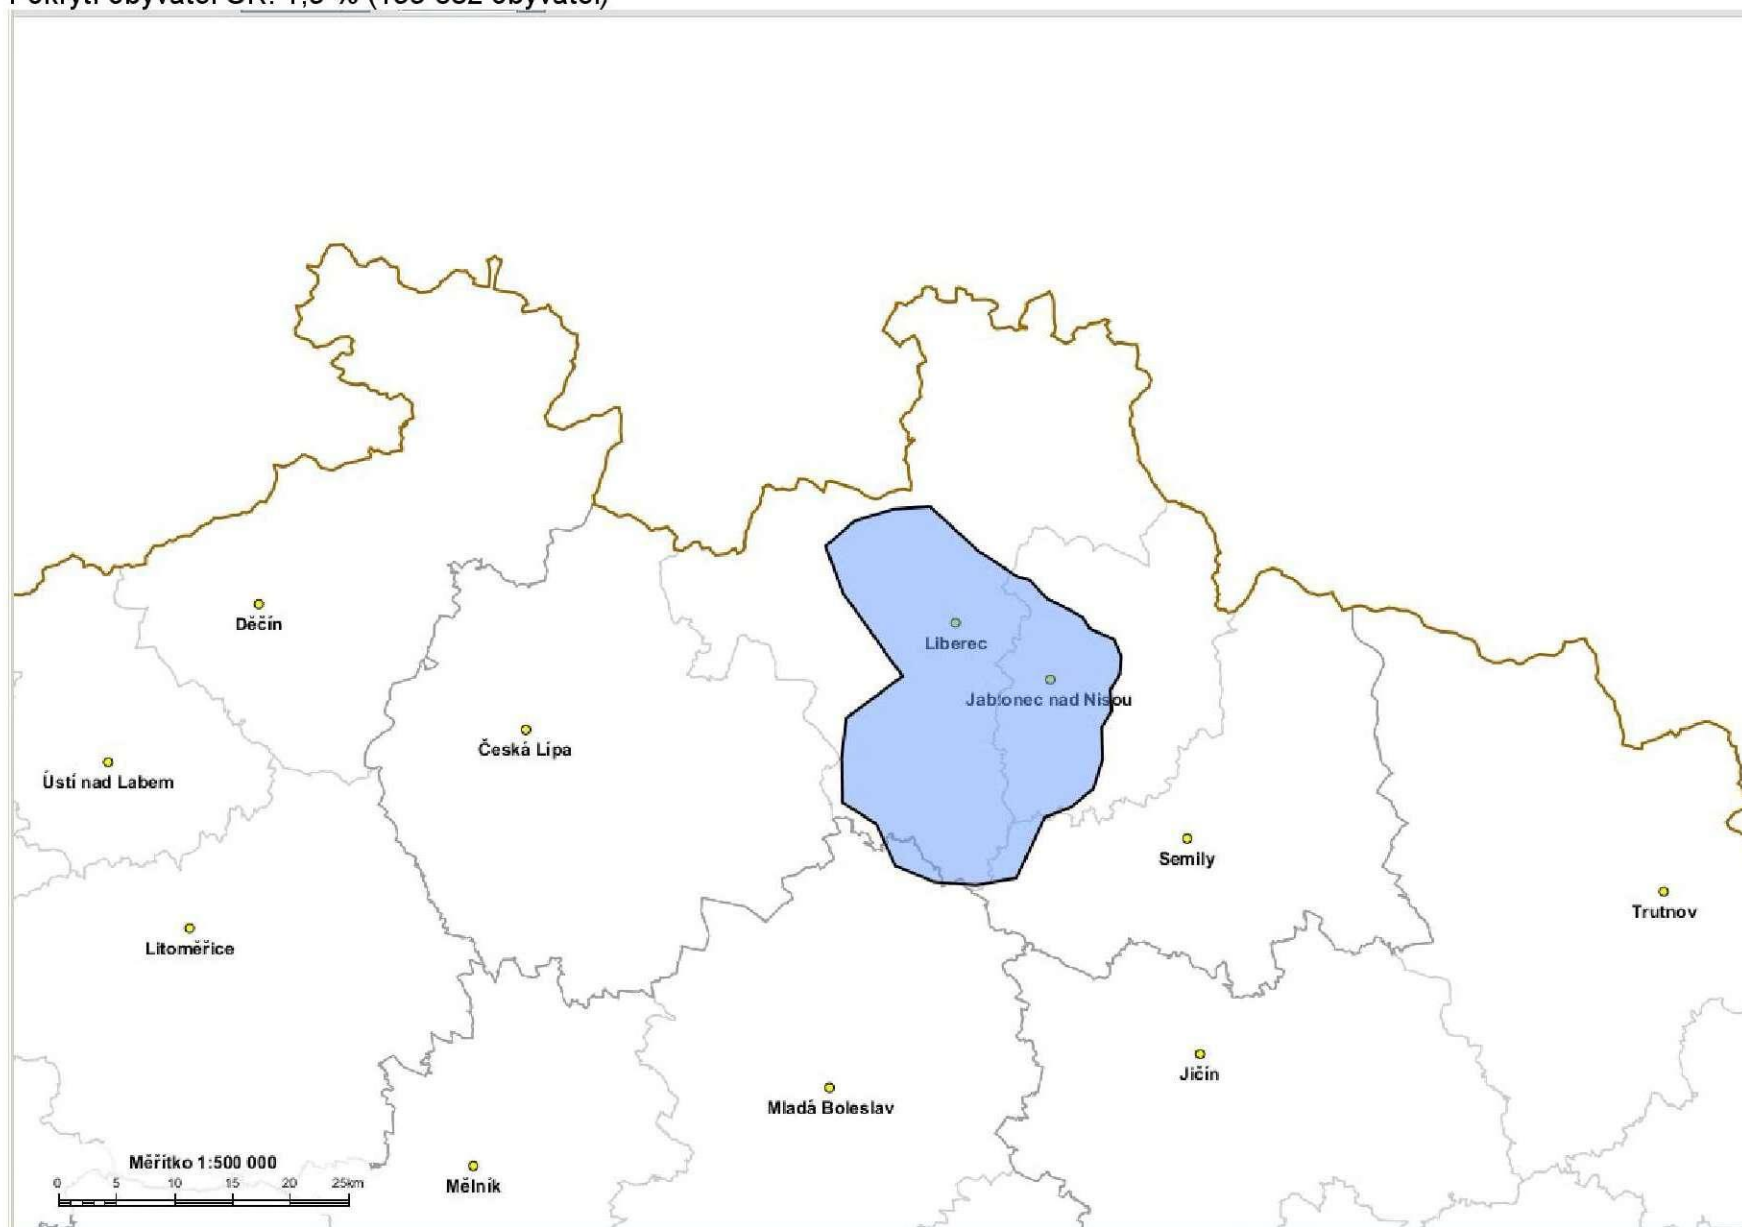 Děčín
Liberec
Jablonec nad Nisou
Česká Lípa
Ústí nad Labem
Semily
Trutnov
Litoměřice
Jičín
Mladá Boleslav
Měřítko 1:500 000
0 5 10 15 20 25km
Mělník